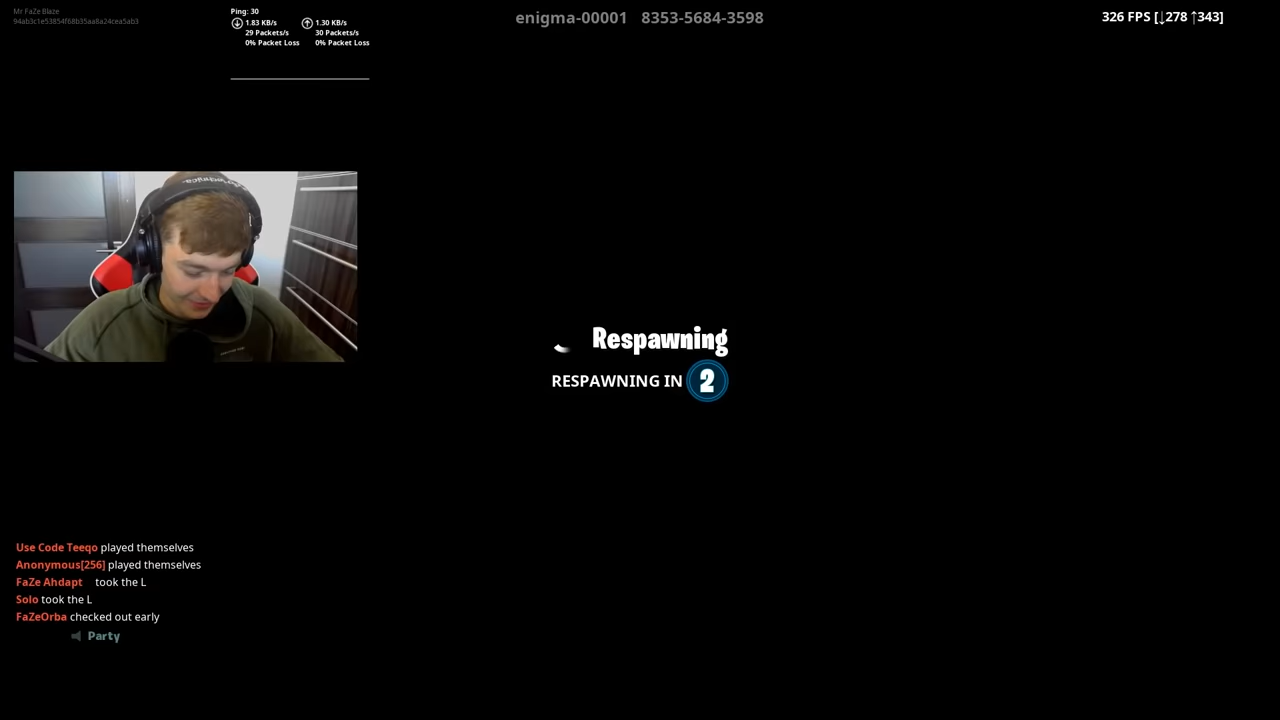 Mr FaZe Blaze
94ab3c1e53854f68b35aa8a24cea5ab3
Ping: 30
1.83 KB/s 1.30 KB/s
29 Packets/s 30 Packets/s
0% Packet Loss 0% Packet Loss
enigma-00001 8353-5684-3598
326 FPS [↓278 ↑343]
Respawning
RESPAWNING IN 2
Use Code Teeqo played themselves
Anonymous[256] played themselves
FaZe Ahdapt took the L
Solo took the L
FaZeOrba checked out early
Party